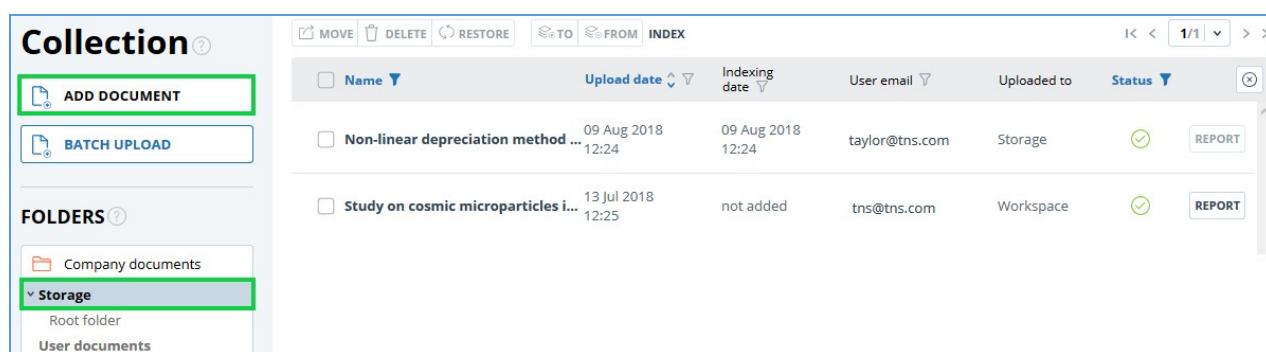 Collection
ADD DOCUMENT
BATCH UPLOAD
FOLDERS
Company documents
Storage
Root folder
User documents
MOVE DELETE RESTORE TO FROM INDEX
1/1
Name Upload date Indexing date User email Uploaded to Status
Non-linear depreciation method ... 09 Aug 2018 12:24 09 Aug 2018 12:24 taylor@tns.com Storage REPORT
Study on cosmic microparticles i... 13 Jul 2018 12:25 not added tns@tns.com Workspace REPORT